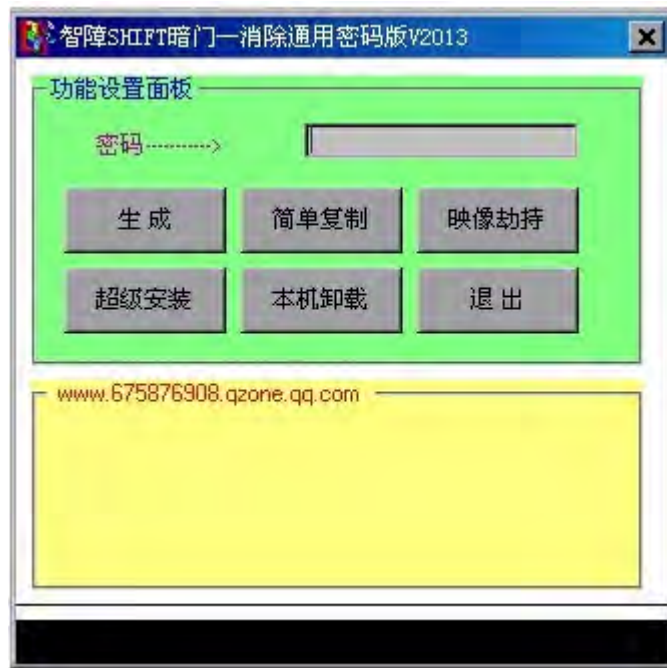 智障SHIFT暗门—消除通用密码版V2013
功能设置面板
密码---------->
生 成
简单复制
映像劫持
超级安装
本机卸载
退 出
www.675876908.qzone.qq.com